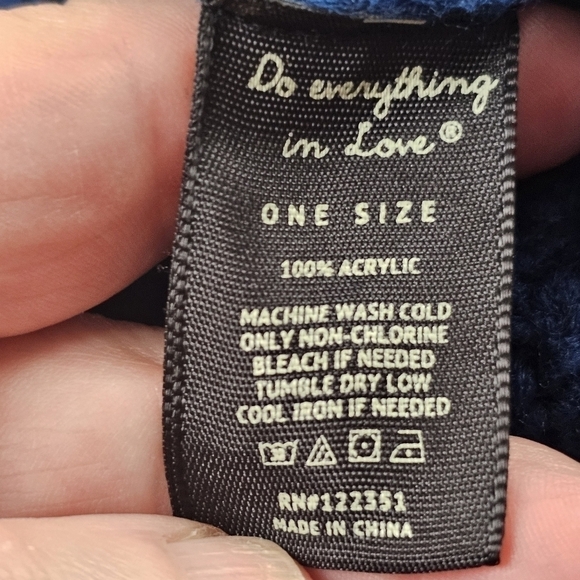 Do everything
in Love®
ONE SIZE
100% ACRYLIC
MACHINE WASH COLD
ONLY NON-CHLORINE
BLEACH IF NEEDED
TUMBLE DRY LOW
COOL IRON IF NEEDED
RN#122351
MADE IN CHINA